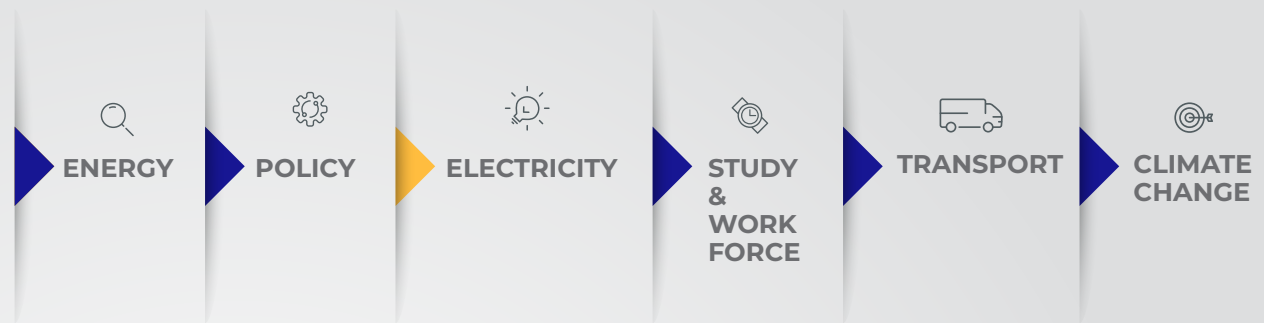 ENERGY
POLICY
ELECTRICITY
STUDY
&
WORK
FORCE
TRANSPORT
CLIMATE
CHANGE